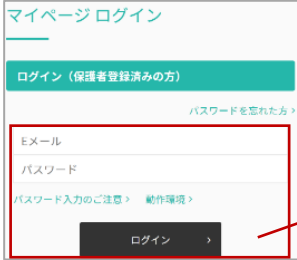 マイページ ログイン
ログイン（保護者登録済みの方）
パスワードを忘れた方 ›
Eメール
パスワード
パスワード入力のご注意 › 動作環境 ›
ログイン ›